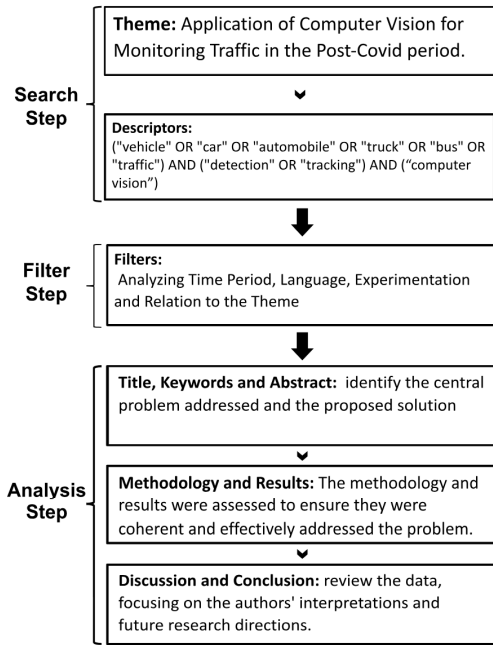 Search
Step
Theme: Application of Computer Vision for
Monitoring Traffic in the Post-Covid period.
Descriptors:
("vehicle" OR "car" OR "automobile" OR "truck" OR "bus" OR
"traffic") AND ("detection" OR "tracking") AND (“computer
vision”)
Filter
Step
Filters:
Analyzing Time Period, Language, Experimentation
and Relation to the Theme
Analysis
Step
Title, Keywords and Abstract: identify the central
problem addressed and the proposed solution
Methodology and Results: The methodology and
results were assessed to ensure they were
coherent and effectively addressed the problem.
Discussion and Conclusion: review the data,
focusing on the authors' interpretations and
future research directions.